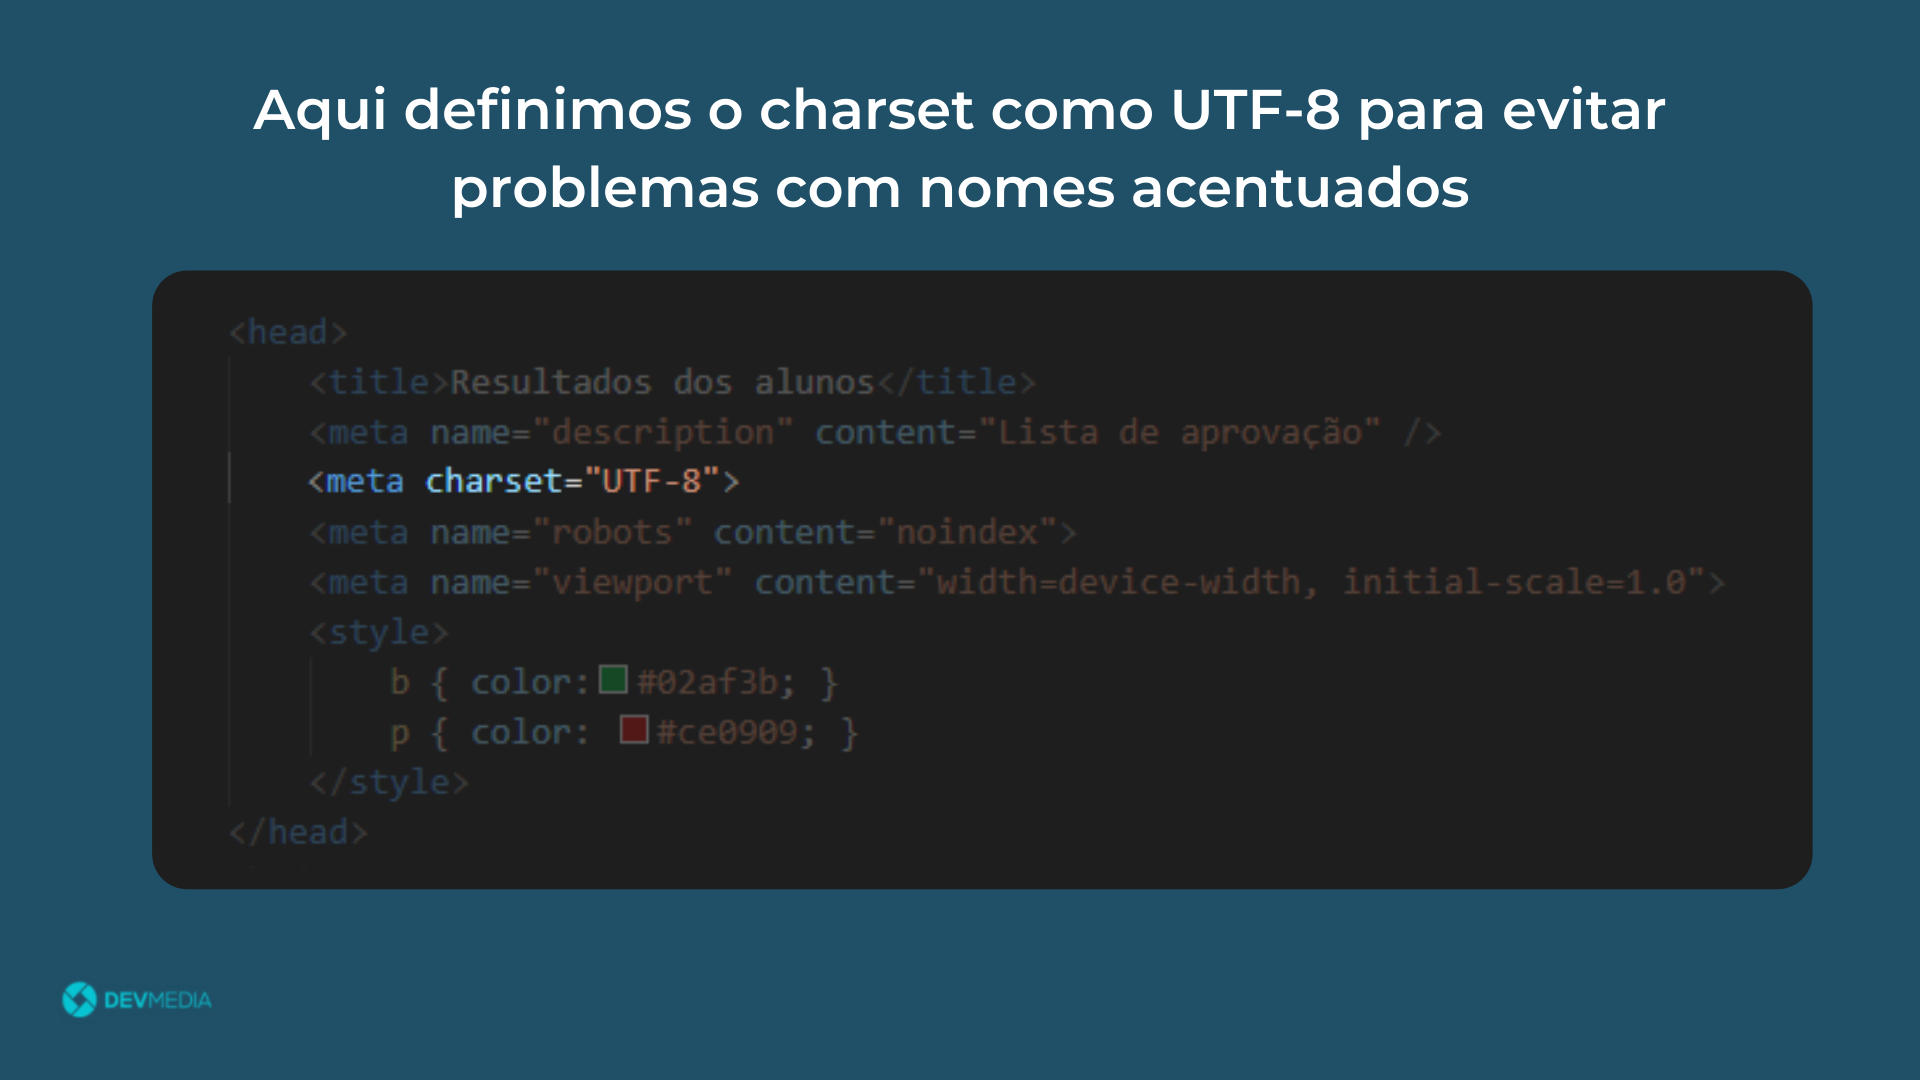 Aqui definimos o charset como UTF-8 para evitar
problemas com nomes acentuados
<head>
<title>Resultados dos alunos</title>
<meta name="description" content="Lista de aprovação" />
<meta charset="UTF-8">
<meta name="robots" content="noindex">
<meta name="viewport" content="width=device-width, initial-scale=1.0">
<style>
b { color: #02af3b; }
p { color: #ce0909; }
</style>
</head>
DEVMEDIA